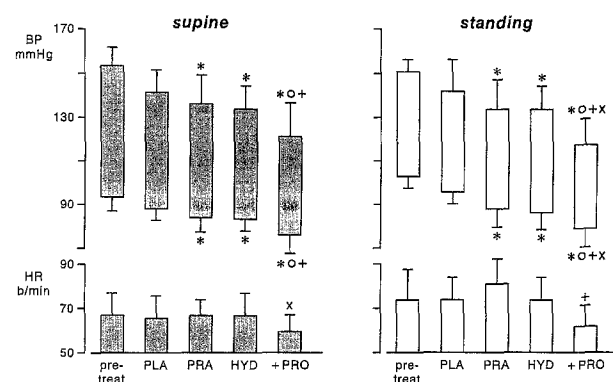 supine
standing
BP
mmHg
170
130
90
* *
*o+
* *
*o+
* *
*o+x
* *
*o+x
HR
b/min
90
70
50
x
+
pre-
treat
PLA
PRA
HYD
+PRO
pre-
treat
PLA
PRA
HYD
+PRO